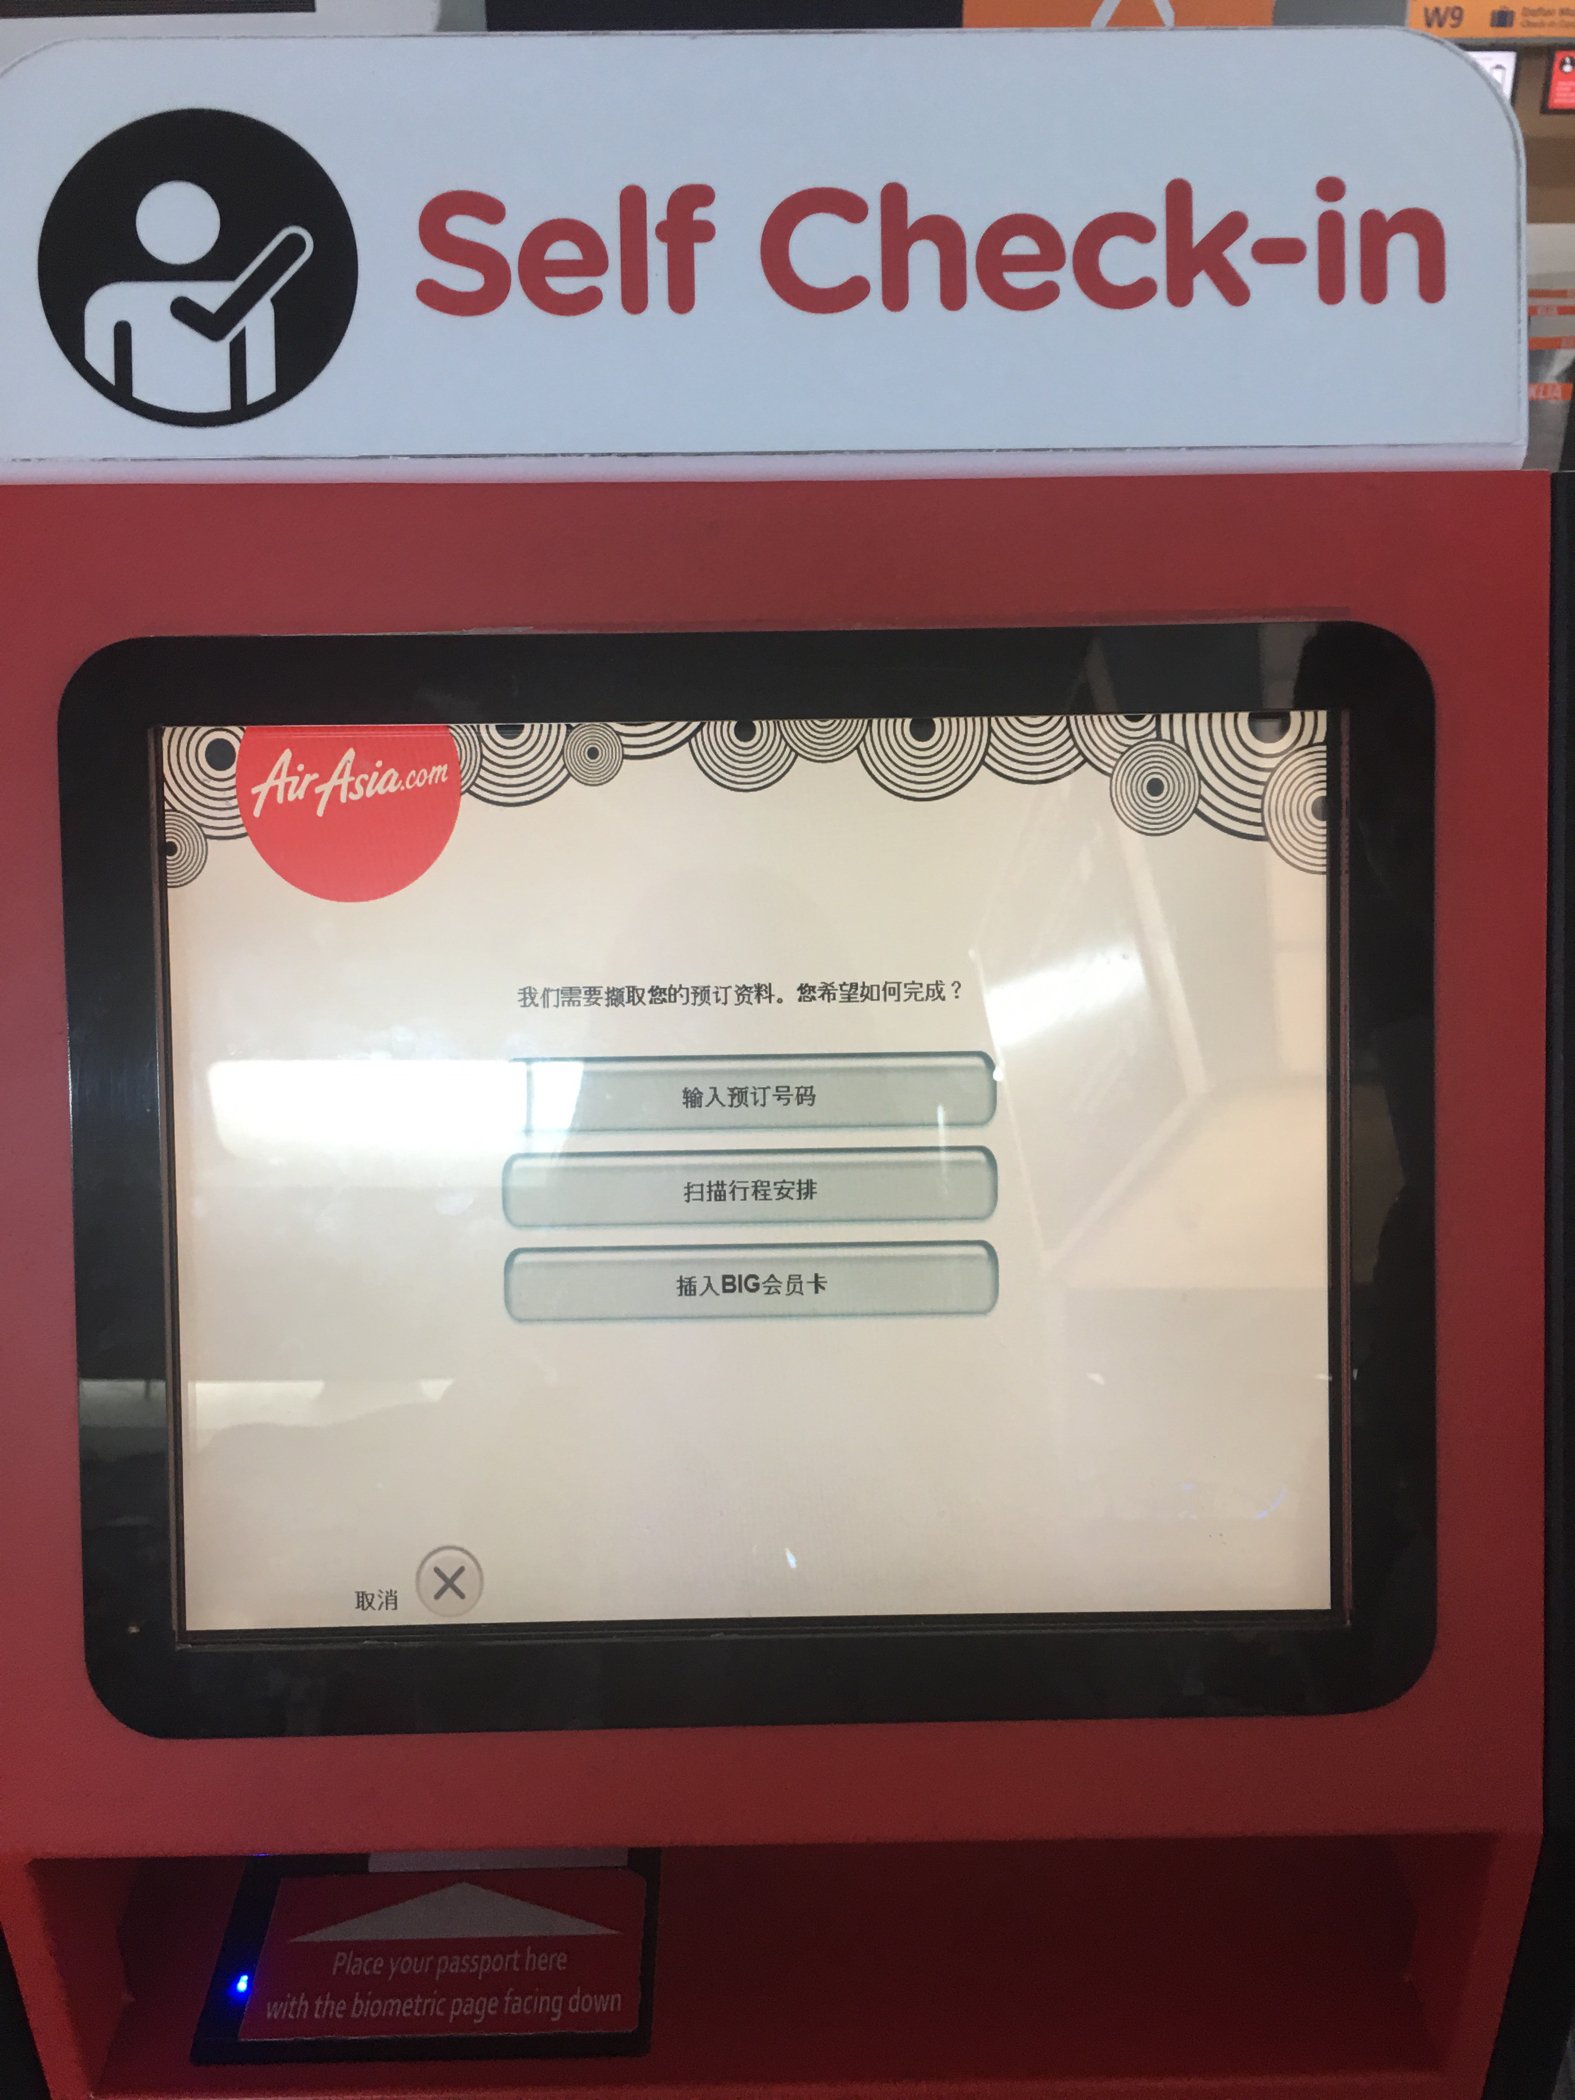 W9
Self Check-in
AirAsia.com
我们需要撷取您的预订资料。您希望如何完成？
输入预订号码
扫描行程安排
插入BIG会员卡
取消
Place your passport here
with the biometric page facing down